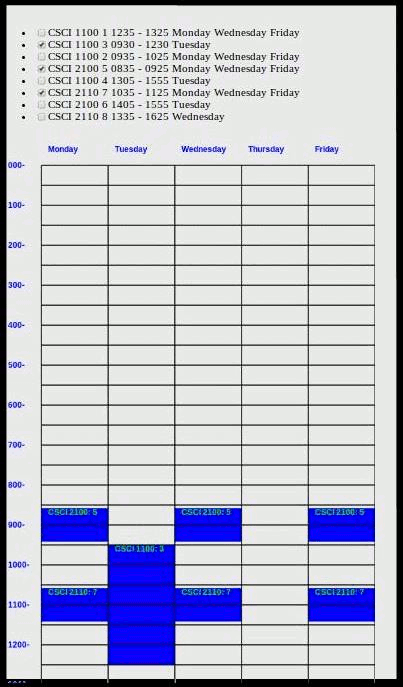 CSCI 1100 1 1235 - 1325 Monday Wednesday Friday
CSCI 1100 3 0930 - 1230 Tuesday
CSCI 1100 2 0935 - 1025 Monday Wednesday Friday
CSCI 2100 5 0835 - 0925 Monday Wednesday Friday
CSCI 1100 4 1305 - 1555 Tuesday
CSCI 2110 7 1035 - 1125 Monday Wednesday Friday
CSCI 2100 6 1405 - 1555 Tuesday
CSCI 2110 8 1335 - 1625 Wednesday
Monday Tuesday Wednesday Thursday Friday
000-
100-
200-
300-
400-
500-
600-
700-
800-
CSCI 2100: 5 CSCI 2100: 5 CSCI 2100: 5
900-
CSCI 1100: 3
1000-
CSCI 2110: 7 CSCI 2110: 7 CSCI 2110: 7
1100-
1200-